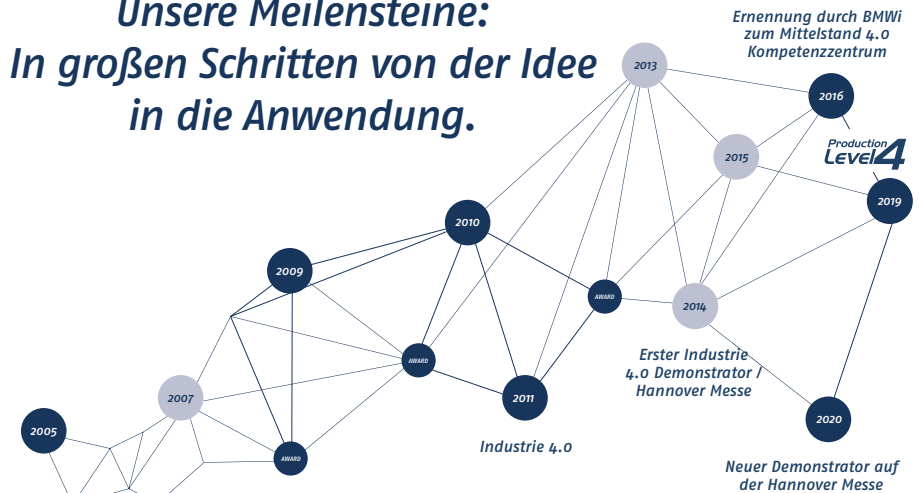 Unsere Meilensteine:
In großen Schritten von der Idee
in die Anwendung.
Ernennung durch BMWi
zum Mittelstand 4.0
Kompetenzzentrum
2013
2016
Production
Level4
2015
2019
2010
2009
AWARD
2014
Erster Industrie
4.0 Demonstrator /
Hannover Messe
AWARD
2007
2011
2020
2005
Industrie 4.0
AWARD
Neuer Demonstrator auf
der Hannover Messe